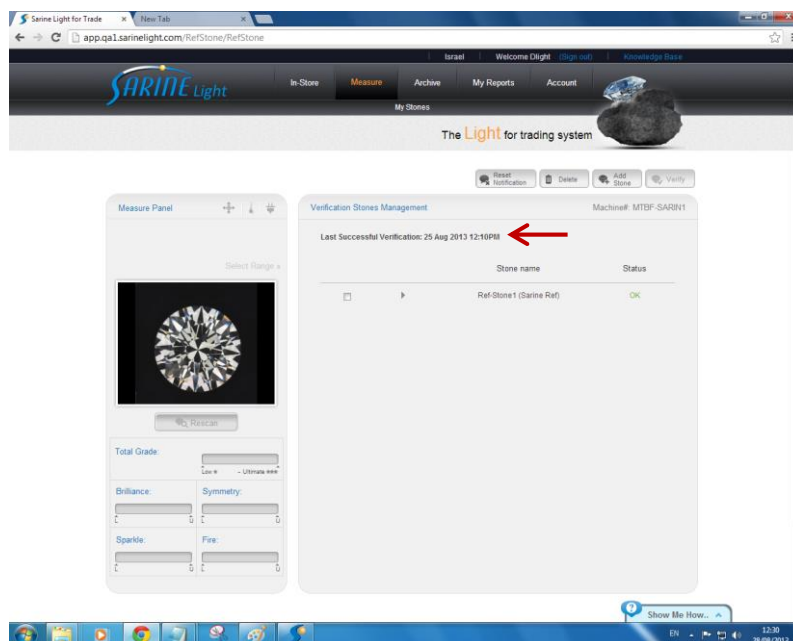 Sarine Light for Trade
New Tab
app.qa1.sarinelight.com/RefStone/RefStone
Israel Welcome Dlight (Sign out) Knowledge Base
SARINE Light
In-Store Measure Archive My Reports Account
My Stones
The Light for trading system
Reset Notification Delete Add Stone Verify
Measure Panel
Verification Stones Management Machine#: MTBF-SARIN1
Last Successful Verification: 25 Aug 2013 12:10PM
Select Range
Stone name Status
Ref-Stone1 (Sarine Ref) OK
Rescan
Total Grade:
Low - Ultimate
Brilliance: Symmetry:
Sparkle: Fire:
Show Me How..
EN 12:30
28/08/2013